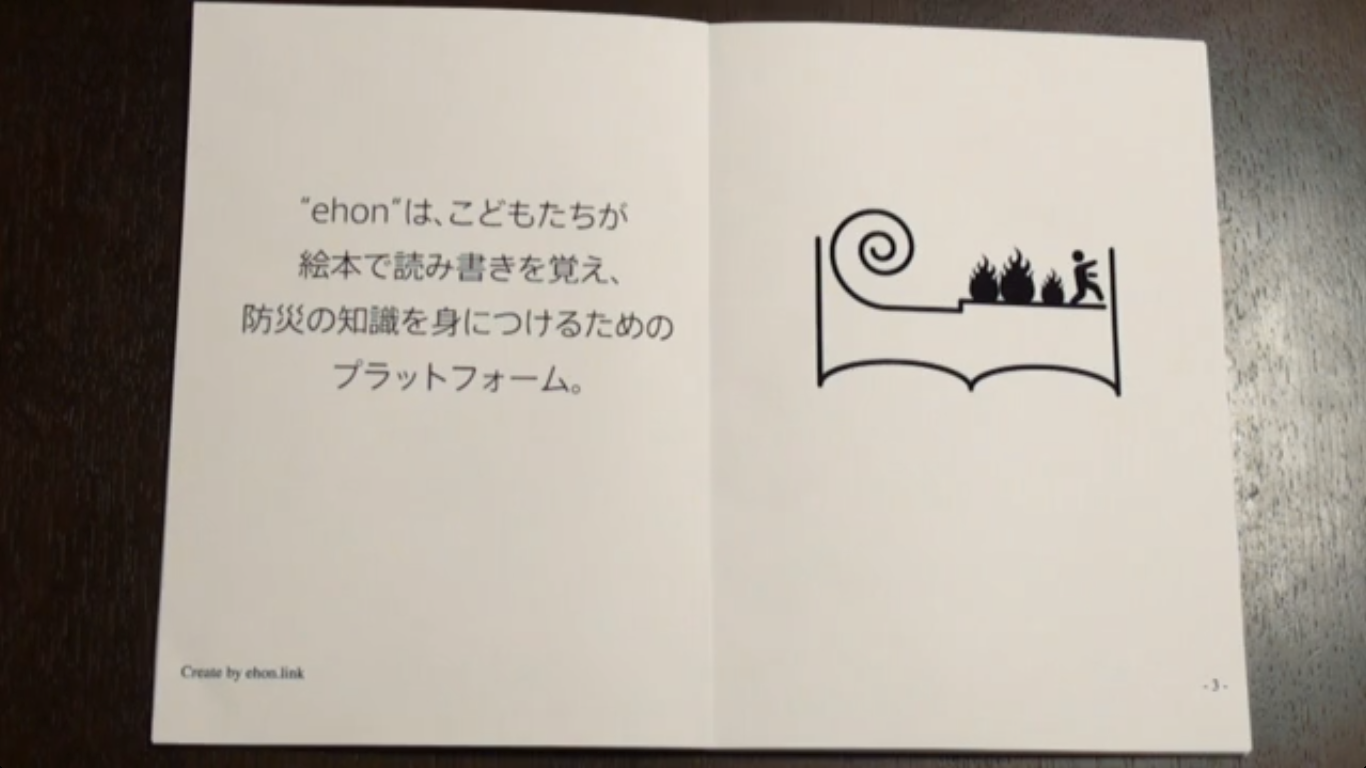 “ehon”は、こどもたちが
絵本で読み書きを覚え、
防災の知識を身につけるための
プラットフォーム。
Create by ehon.link
- 3 -